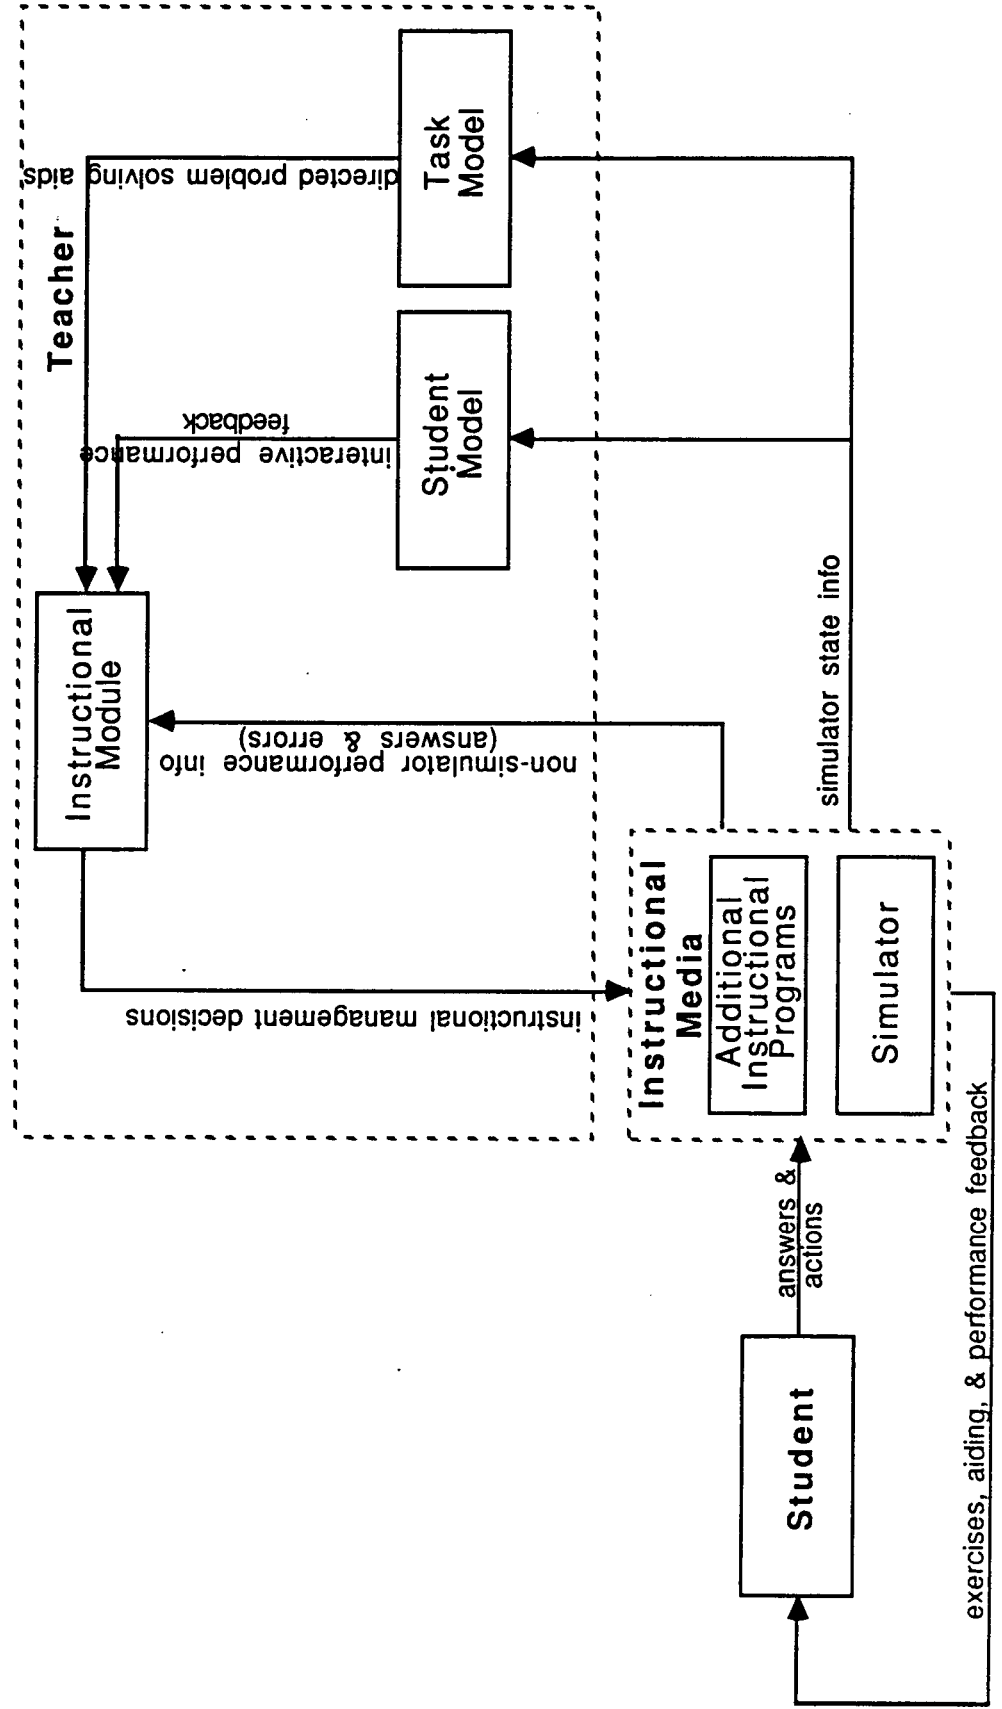 Teacher
Instructional
Module
Student
Model
Task
Model
directed problem solving aids
interactive performance
feedback
non-simulator performance info
(answers & errors)
instructional management decisions
Instructional
Media
Additional
Instructional
Programs
Simulator
simulator state info
answers &
actions
Student
exercises, aiding, & performance feedback